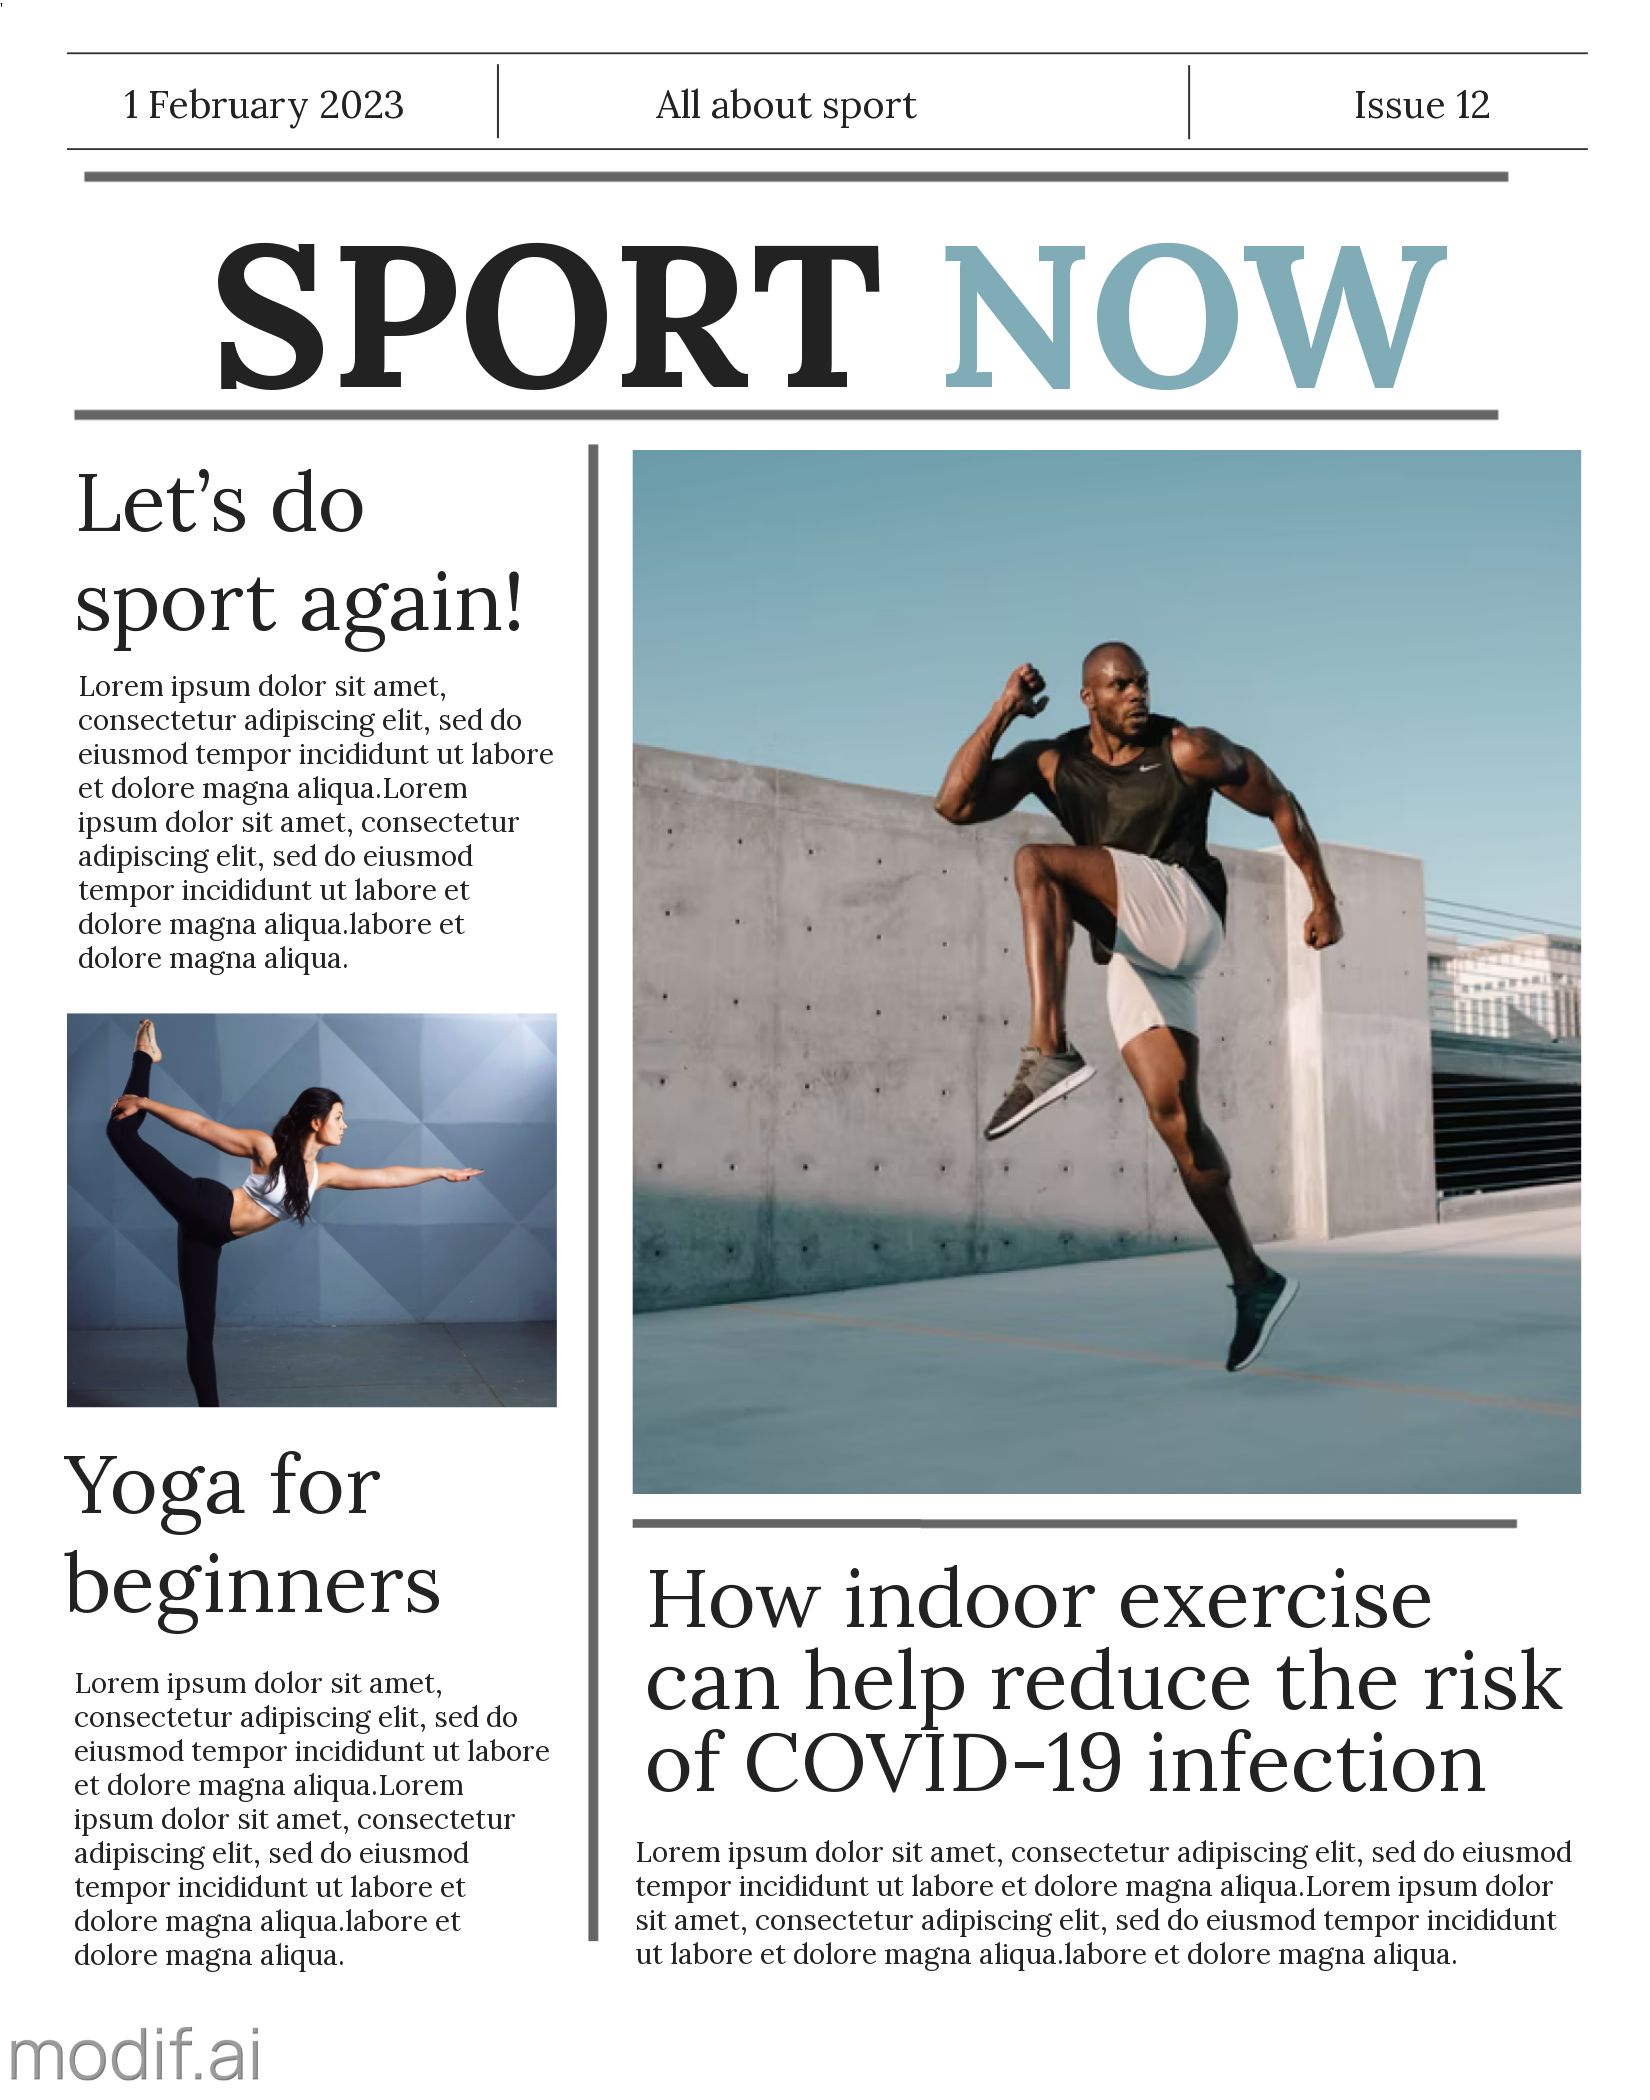 1 February 2023
All about sport
Issue 12
SPORT NOW
Let’s do
sport again!
Lorem ipsum dolor sit amet,
consectetur adipiscing elit, sed do
eiusmod tempor incididunt ut labore
et dolore magna aliqua.Lorem
ipsum dolor sit amet, consectetur
adipiscing elit, sed do eiusmod
tempor incididunt ut labore et
dolore magna aliqua.labore et
dolore magna aliqua.
Yoga for
beginners
Lorem ipsum dolor sit amet,
consectetur adipiscing elit, sed do
eiusmod tempor incididunt ut labore
et dolore magna aliqua.Lorem
ipsum dolor sit amet, consectetur
adipiscing elit, sed do eiusmod
tempor incididunt ut labore et
dolore magna aliqua.labore et
dolore magna aliqua.
How indoor exercise
can help reduce the risk
of COVID-19 infection
Lorem ipsum dolor sit amet, consectetur adipiscing elit, sed do eiusmod
tempor incididunt ut labore et dolore magna aliqua.Lorem ipsum dolor
sit amet, consectetur adipiscing elit, sed do eiusmod tempor incididunt
ut labore et dolore magna aliqua.labore et dolore magna aliqua.
modif.ai